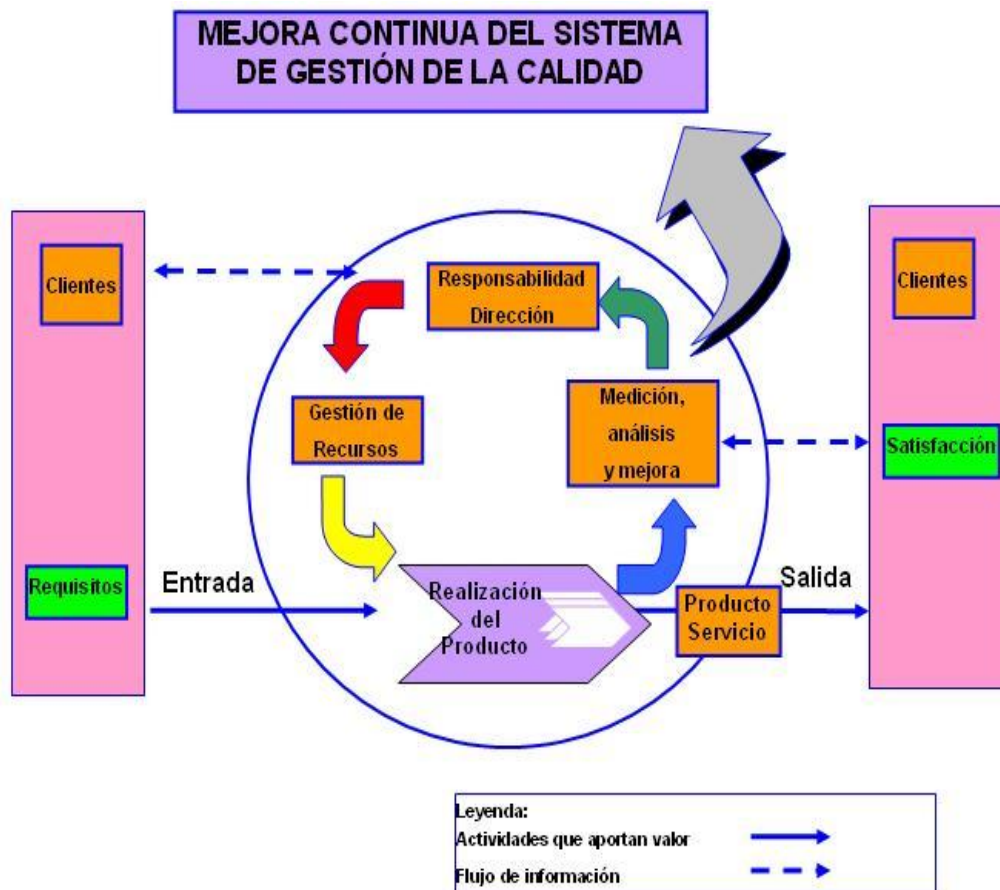 MEJORA CONTINUA DEL SISTEMA
DE GESTIÓN DE LA CALIDAD
Clientes
Requisitos
Entrada
Responsabilidad
Dirección
Gestión de
Recursos
Medición,
análisis
y mejora
Realización
del
Producto
Producto
Servicio
Salida
Clientes
Satisfacción
Leyenda:
Actividades que aportan valor
Flujo de información